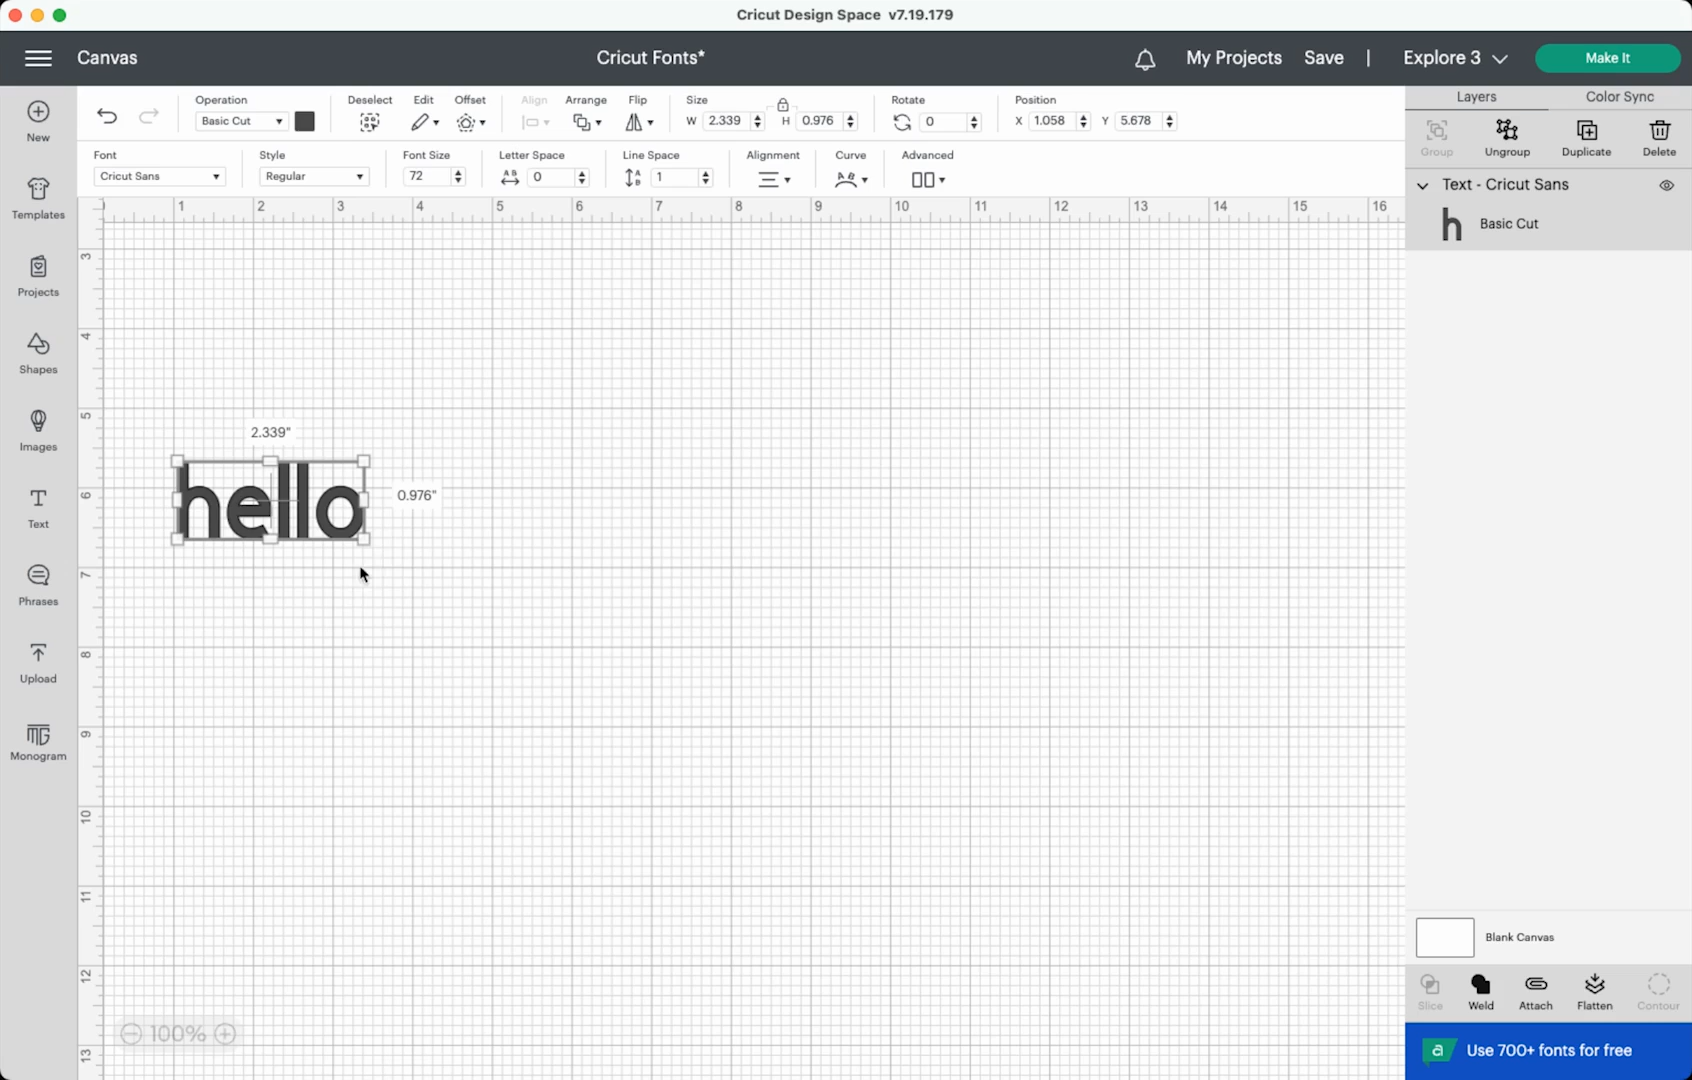 Cricut Design Space v7.19.179
Canvas
Cricut Fonts*
My Projects Save | Explore 3 Make It
Operation
Basic Cut
Deselect Edit Offset Align Arrange Flip
Size
W 2.339 H 0.976
Rotate
0
Position
X 1.058 Y 5.678
Layers Color Sync
Group Ungroup Duplicate Delete
Font
Cricut Sans
Style
Regular
Font Size
72
Letter Space
0
Line Space
1
Alignment Curve Advanced
New
Templates
Projects
Shapes
Images
Text
Phrases
Upload
Monogram
1 2 3 4 5 6 7 8 9 10 11 12 13 14 15 16
3
4
5
6
7
8
9
10
11
12
13
2.339"
hello
0.976"
100%
Text - Cricut Sans
h Basic Cut
Blank Canvas
Slice Weld Attach Flatten Contour
a Use 700+ fonts for free